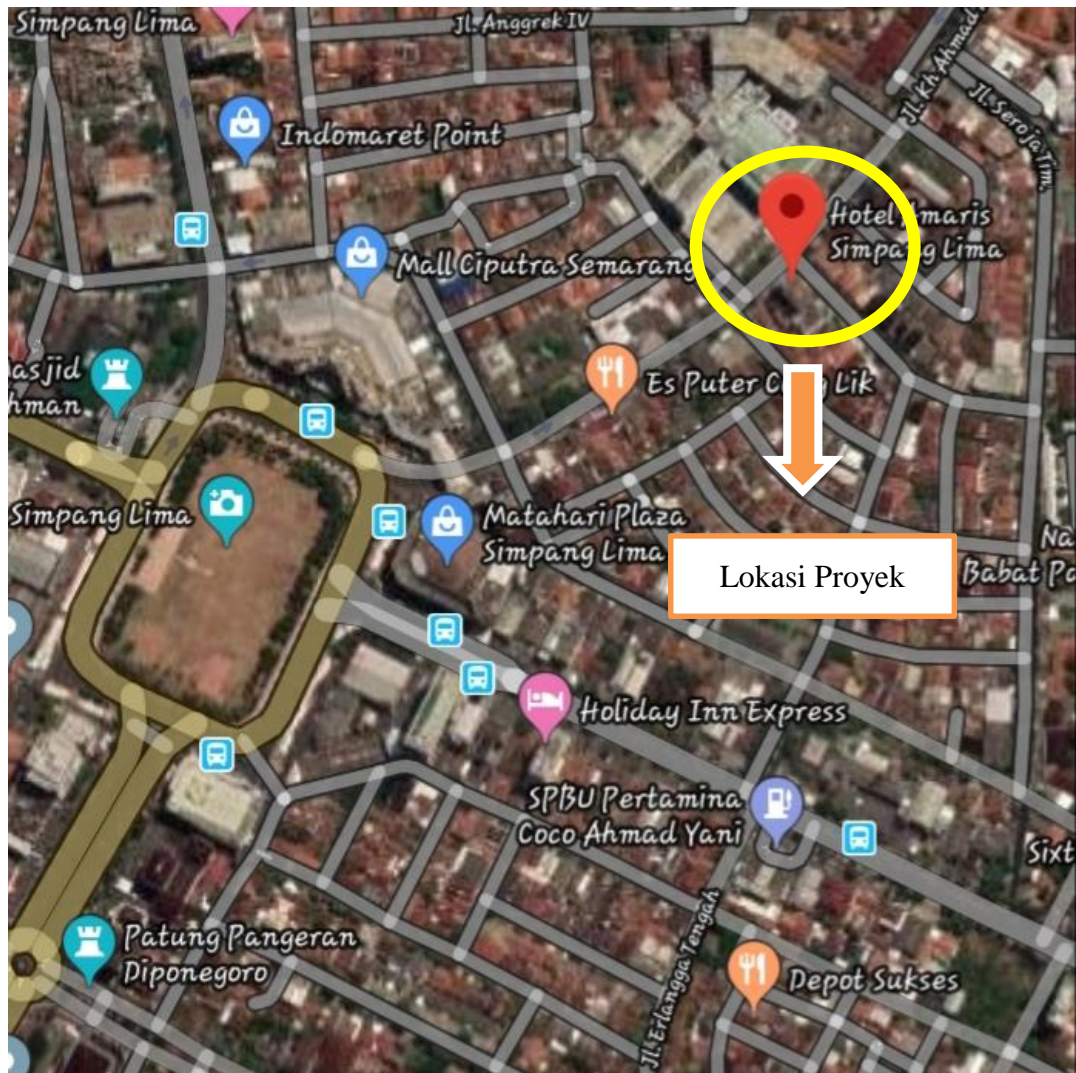 Simpang Lima
Jl. Anggrek IV
Jl. Kh Ahmad
Jl. Seroja Tim.
Indomaret Point
Hotel Amaris
Simpang Lima
Mall Ciputra Semarang
asjid
hman
Es Puter Cong Lik
Simpang Lima
Matahari Plaza
Simpang Lima
Na
Babat Pa
Lokasi Proyek
Holiday Inn Express
SPBU Pertamina
Coco Ahmad Yani
Sixt
Patung Pangeran
Diponegoro
Jl. Erlangga Tengah
Depot Sukses